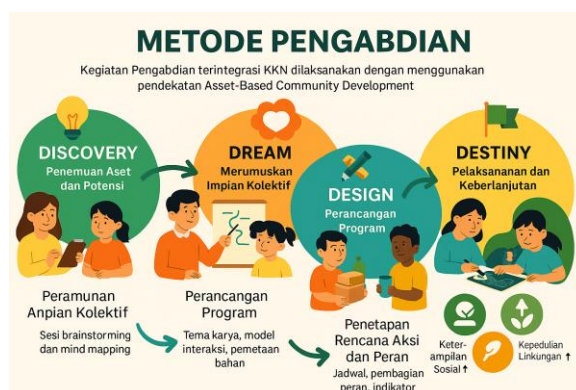 METODE PENGABDIAN
Kegiatan Pengabdian terintegrasi KKN dilaksanakan dengan menggunakan
pendekatan Asset-Based Community Development
DISCOVERY
Penemuan Aset
dan Potensi
DREAM
Merumuskan
Impian Kolektif
DESIGN
Perancangan
Program
DESTINY
Pelaksananan dan
Keberlanjutan
Peramunan
Anpian Kolektif
Sesi brainstorming
dan mind mapping
Perancangan
Program
Tema karya, model
interaksi, pemetaan
bahan
Penetapan
Rencana Aksi
dan Peran
Jadwal, pembagian
peran, indikator
Keter-
ampilan
Sosial ↑
Kepedulian
Linkungan ↑